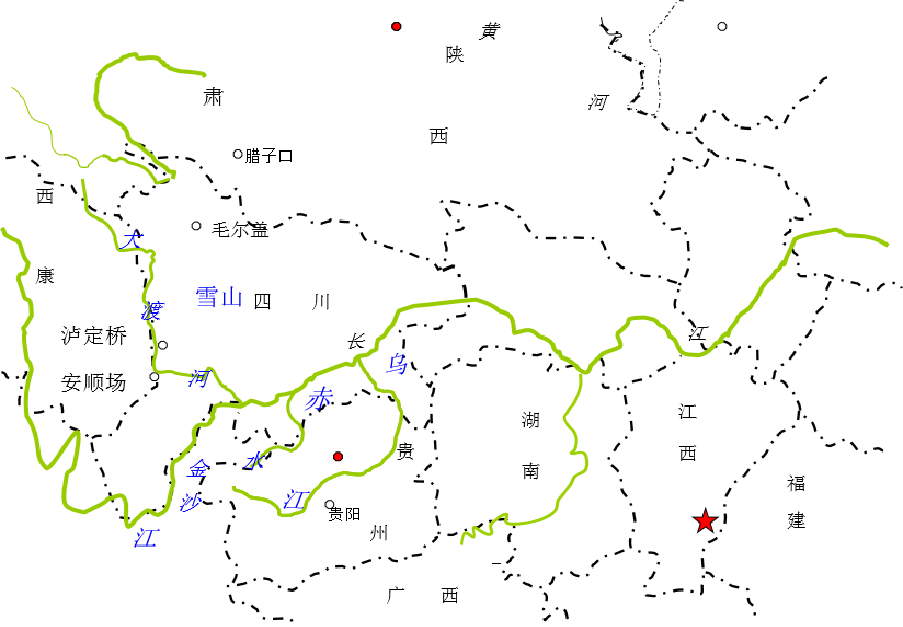 黄
陕
肃
河
西
腊子口
西
毛尔盖
大
康
雪山
四 川
渡
泸定桥
长
江
乌
安顺场
河
赤
江
湖
贵
西
水
金
南
福
沙
江
贵阳
建
州
江
广 西